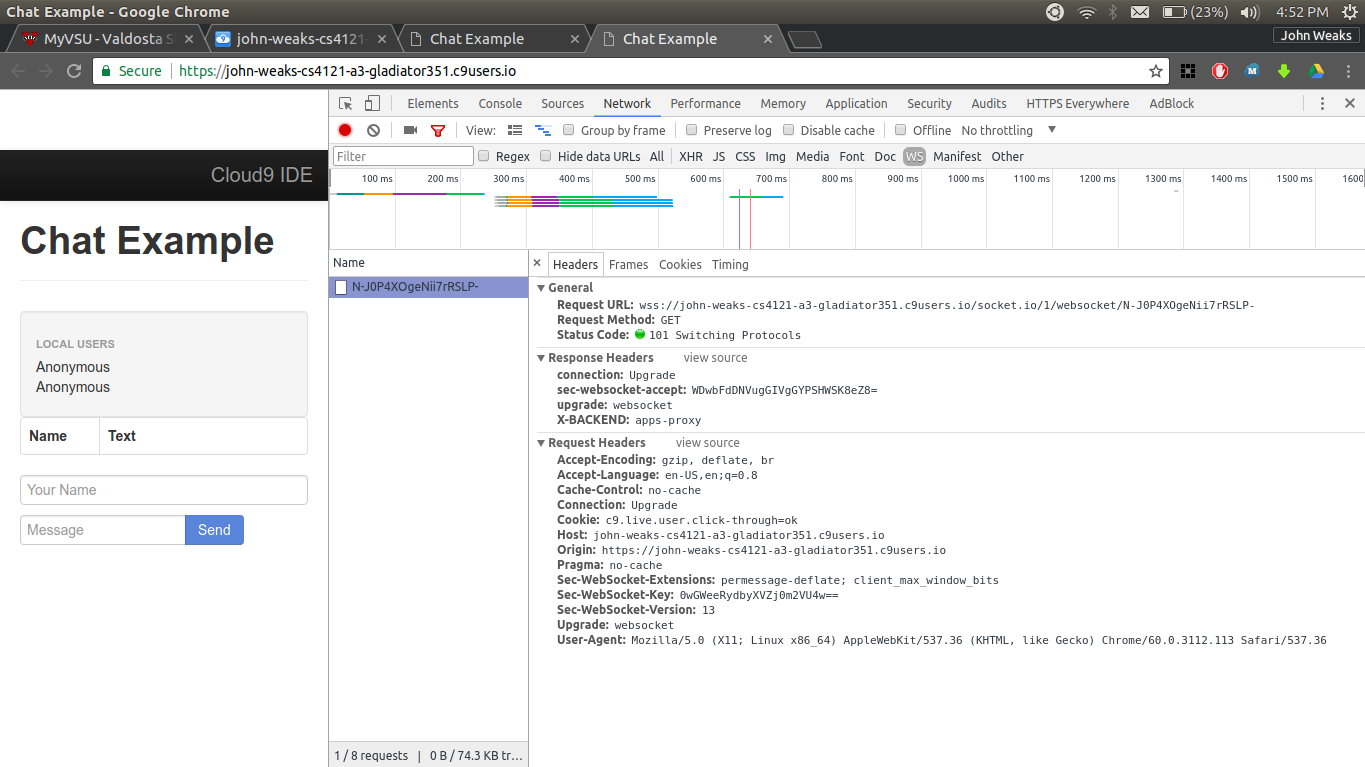 Chat Example - Google Chrome
(23%)
4:52 PM
MyVSU - Valdosta S
john-weaks-cs4121-
Chat Example
Chat Example
John Weaks
Secure
https://john-weaks-cs4121-a3-gladiator351.c9users.io
Cloud9 IDE
Chat Example
LOCAL USERS
Anonymous
Anonymous
Name Text
Your Name
Message Send
Elements Console Sources Network Performance Memory Application Security Audits HTTPS Everywhere AdBlock
View: Group by frame Preserve log Disable cache Offline No throttling
Filter Regex Hide data URLs All XHR JS CSS Img Media Font Doc WS Manifest Other
100 ms 200 ms 300 ms 400 ms 500 ms 600 ms 700 ms 800 ms 900 ms 1000 ms 1100 ms 1200 ms 1300 ms 1400 ms 1500 ms 1600
Name
N-J0P4XOgeNii7rRSLP-
1 / 8 requests | 0 B / 74.3 KB tr…
Headers Frames Cookies Timing
General
Request URL: wss://john-weaks-cs4121-a3-gladiator351.c9users.io/socket.io/1/websocket/N-J0P4XOgeNii7rRSLP-
Request Method: GET
Status Code: 101 Switching Protocols
Response Headers view source
connection: Upgrade
sec-websocket-accept: WDwbFdDNVugGIVgGYPSHWSK8eZ8=
upgrade: websocket
X-BACKEND: apps-proxy
Request Headers view source
Accept-Encoding: gzip, deflate, br
Accept-Language: en-US,en;q=0.8
Cache-Control: no-cache
Connection: Upgrade
Cookie: c9.live.user.click-through=ok
Host: john-weaks-cs4121-a3-gladiator351.c9users.io
Origin: https://john-weaks-cs4121-a3-gladiator351.c9users.io
Pragma: no-cache
Sec-WebSocket-Extensions: permessage-deflate; client_max_window_bits
Sec-WebSocket-Key: 0wGWeeRydbyXVZj0m2VU4w==
Sec-WebSocket-Version: 13
Upgrade: websocket
User-Agent: Mozilla/5.0 (X11; Linux x86_64) AppleWebKit/537.36 (KHTML, like Gecko) Chrome/60.0.3112.113 Safari/537.36